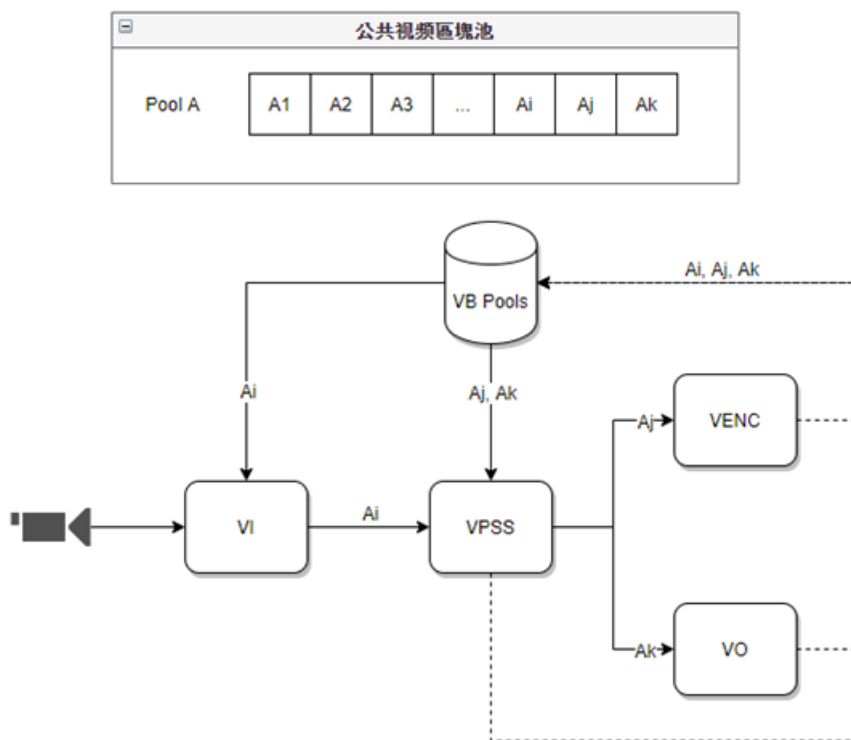 公共视频區塊池
Pool A
A1 A2 A3 ... Ai Aj Ak
VB Pools
Ai, Aj, Ak
Ai
Aj, Ak
Aj
VENC
VI
Ai
VPSS
Ak
VO